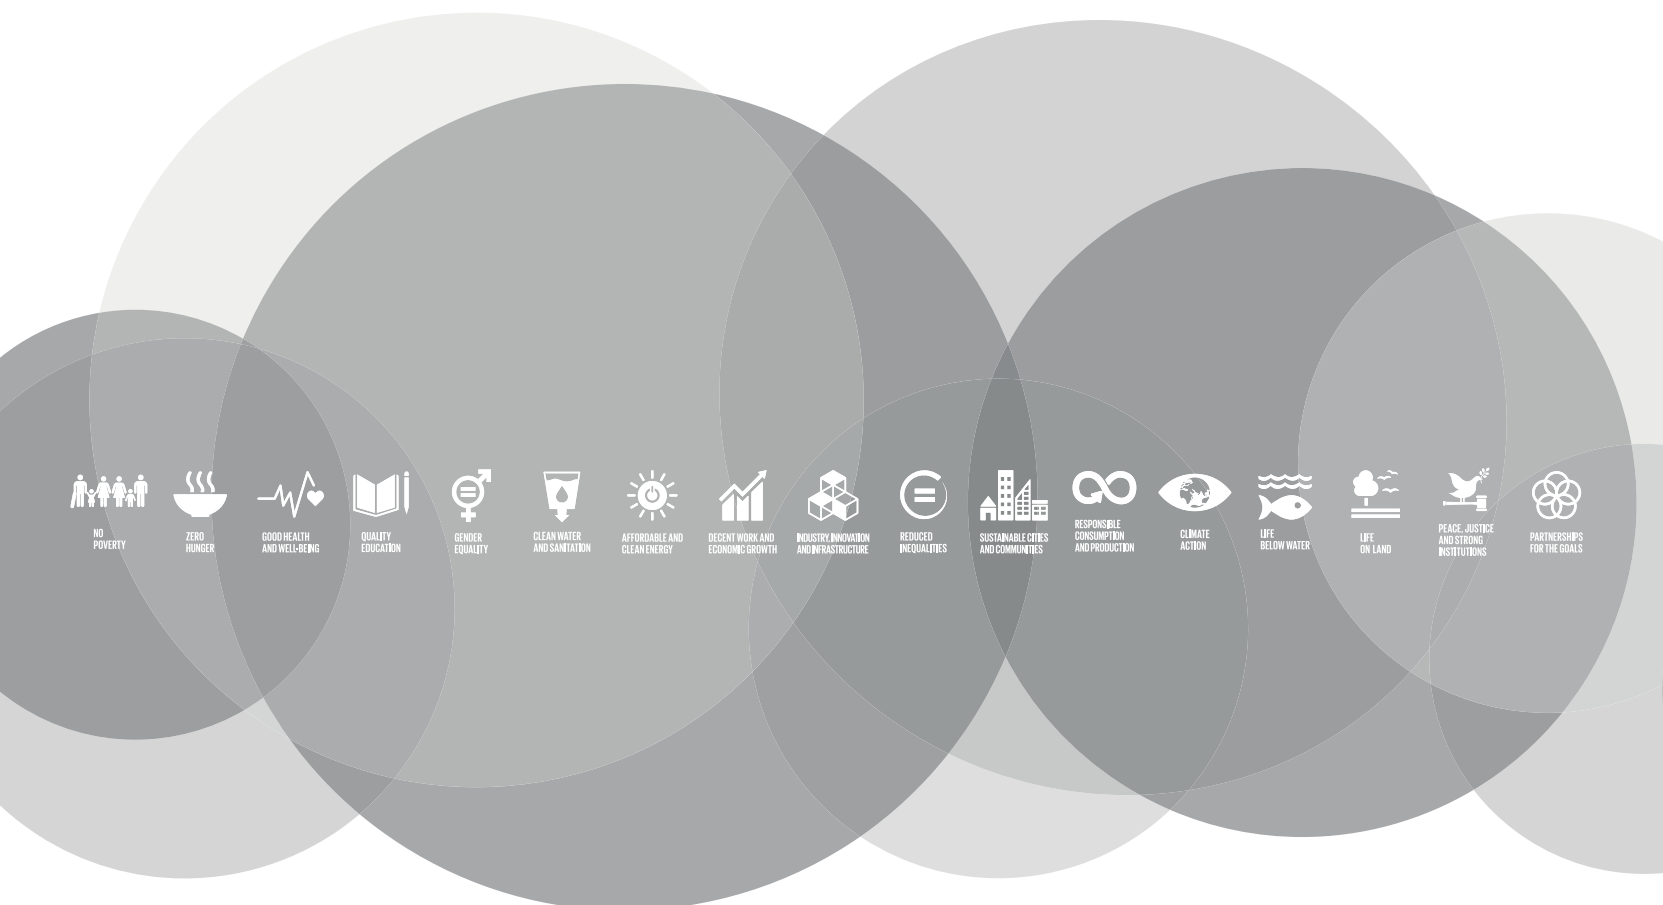 NO
POVERTY
ZERO
HUNGER
GOOD HEALTH
AND WELL-BEING
QUALITY
EDUCATION
GENDER
EQUALITY
CLEAN WATER
AND SANITATION
AFFORDABLE AND
CLEAN ENERGY
DECENT WORK AND
ECONOMIC GROWTH
INDUSTRY, INNOVATION
AND INFRASTRUCTURE
REDUCED
INEQUALITIES
SUSTAINABLE CITIES
AND COMMUNITIES
RESPONSIBLE
CONSUMPTION
AND PRODUCTION
CLIMATE
ACTION
LIFE
BELOW WATER
LIFE
ON LAND
PEACE, JUSTICE
AND STRONG
INSTITUTIONS
PARTNERSHIPS
FOR THE GOALS